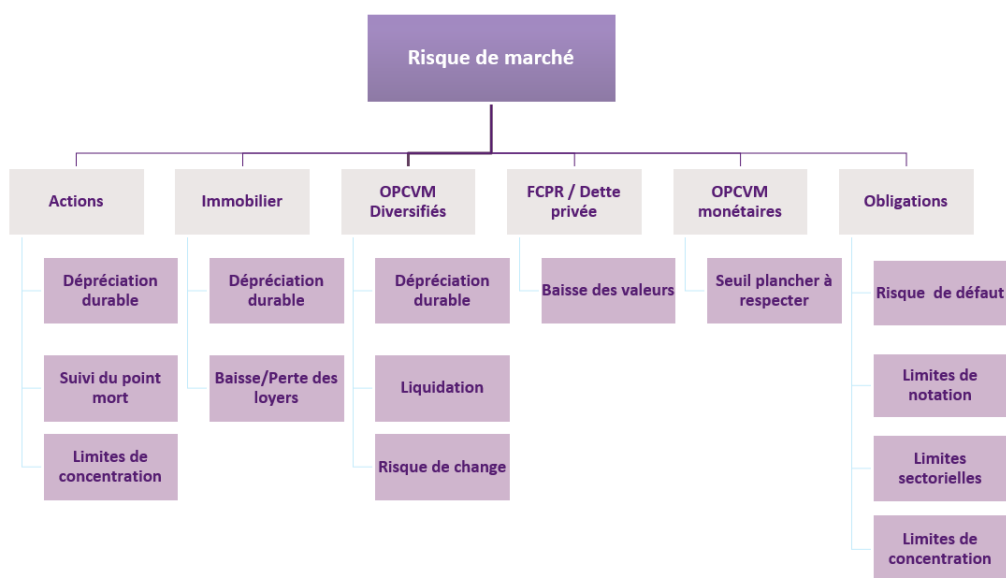 Risque de marché
Actions
Immobilier
OPCVM
Diversifiés
FCPR / Dette
privée
OPCVM
monétaires
Obligations
Dépréciation
durable
Dépréciation
durable
Dépréciation
durable
Baisse des valeurs
Seuil plancher à
respecter
Risque de défaut
Suivi du point
mort
Baisse/Perte des
loyers
Liquidation
Limites de
notation
Limites de
concentration
Risque de change
Limites
sectorielles
Limites de
concentration